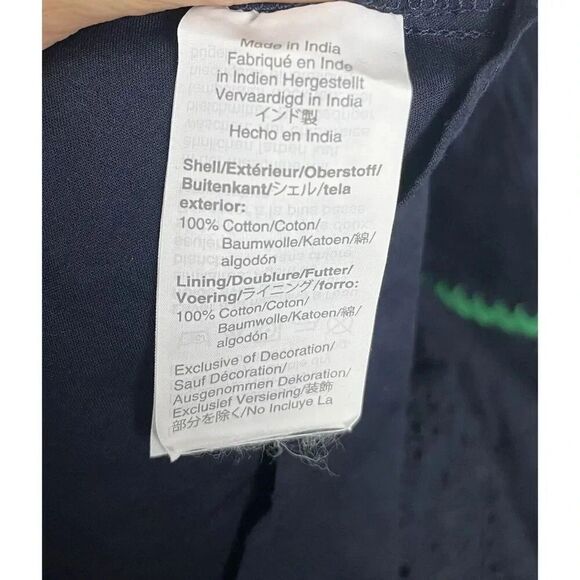 Made in India
Fabriqué en Inde
in Indien Hergestellt
Vervaardigd in India
インド製
Hecho en India
Shell/Extérieur/Oberstoff/
Buitenkant/シェル/tela
exterior:
100% Cotton/Coton/
Baumwolle/Katoen/綿/
algodón
Lining/Doublure/Futter/
Voering/ライニング/forro:
100% Cotton/Coton/
Baumwolle/Katoen/綿/
algodón
Exclusive of Decoration/
Sauf Décoration/
Ausgenommen Dekoration/
Exclusief Versiering/装飾
部分を除く/No Incluye La